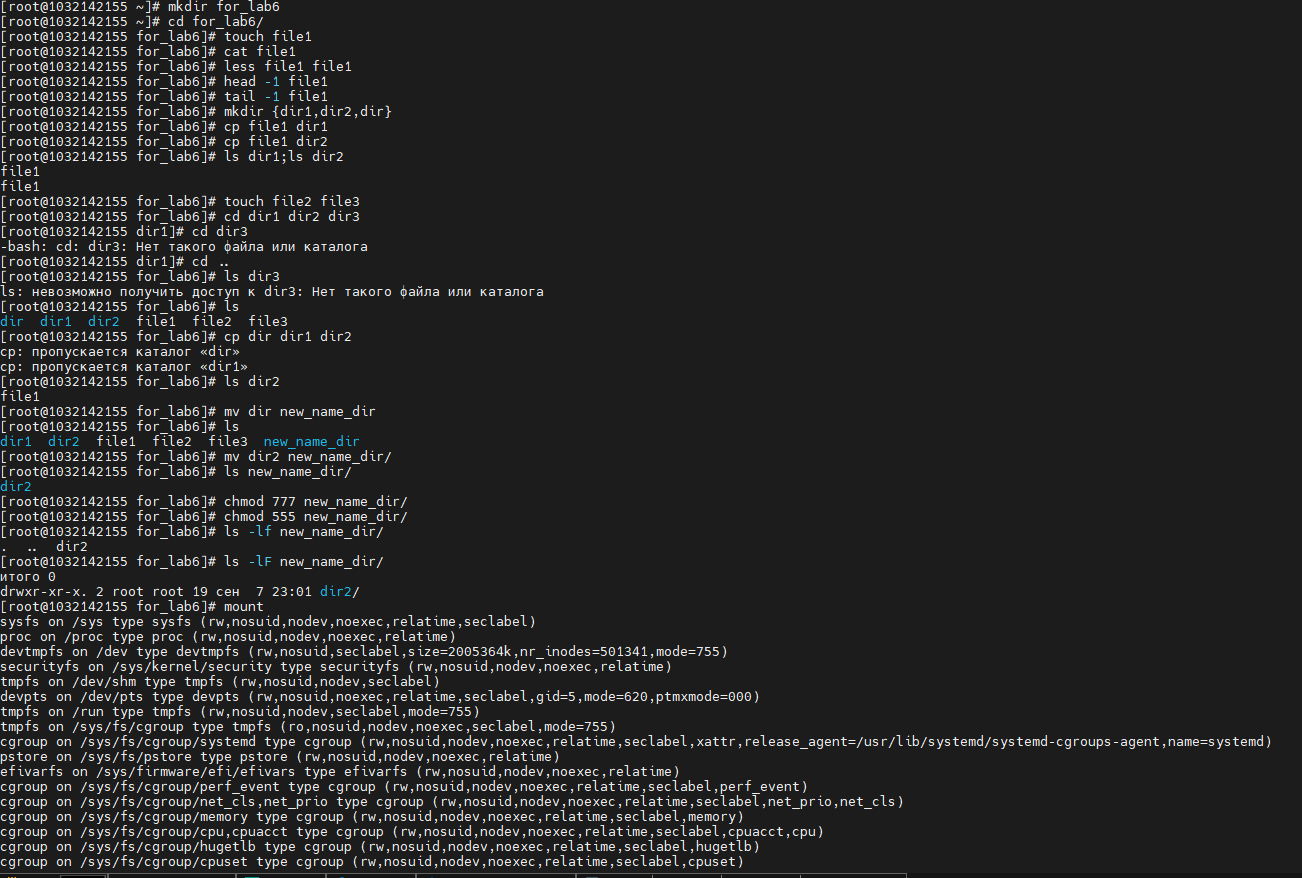 [root@1032142155 ~]# mkdir for_lab6
[root@1032142155 ~]# cd for_lab6/
[root@1032142155 for_lab6]# touch file1
[root@1032142155 for_lab6]# cat file1
[root@1032142155 for_lab6]# less file1 file1
[root@1032142155 for_lab6]# head -1 file1
[root@1032142155 for_lab6]# tail -1 file1
[root@1032142155 for_lab6]# mkdir {dir1,dir2,dir}
[root@1032142155 for_lab6]# cp file1 dir1
[root@1032142155 for_lab6]# cp file1 dir2
[root@1032142155 for_lab6]# ls dir1;ls dir2
file1
file1
[root@1032142155 for_lab6]# touch file2 file3
[root@1032142155 for_lab6]# cd dir1 dir2 dir3
[root@1032142155 dir1]# cd dir3
-bash: cd: dir3: Нет такого файла или каталога
[root@1032142155 dir1]# cd ..
[root@1032142155 for_lab6]# ls dir3
ls: невозможно получить доступ к dir3: Нет такого файла или каталога
[root@1032142155 for_lab6]# ls
dir  dir1  dir2  file1  file2  file3
[root@1032142155 for_lab6]# cp dir dir1 dir2
cp: пропускается каталог «dir»
cp: пропускается каталог «dir1»
[root@1032142155 for_lab6]# ls dir2
file1
[root@1032142155 for_lab6]# mv dir new_name_dir
[root@1032142155 for_lab6]# ls
dir1  dir2  file1  file2  file3  new_name_dir
[root@1032142155 for_lab6]# mv dir2 new_name_dir/
[root@1032142155 for_lab6]# ls new_name_dir/
dir2
[root@1032142155 for_lab6]# chmod 777 new_name_dir/
[root@1032142155 for_lab6]# chmod 555 new_name_dir/
[root@1032142155 for_lab6]# ls -lf new_name_dir/
.  ..  dir2
[root@1032142155 for_lab6]# ls -lF new_name_dir/
итого 0
drwxr-xr-x. 2 root root 19 сен  7 23:01 dir2/
[root@1032142155 for_lab6]# mount
sysfs on /sys type sysfs (rw,nosuid,nodev,noexec,relatime,seclabel)
proc on /proc type proc (rw,nosuid,nodev,noexec,relatime)
devtmpfs on /dev type devtmpfs (rw,nosuid,seclabel,size=2005364k,nr_inodes=501341,mode=755)
securityfs on /sys/kernel/security type securityfs (rw,nosuid,nodev,noexec,relatime)
tmpfs on /dev/shm type tmpfs (rw,nosuid,nodev,seclabel)
devpts on /dev/pts type devpts (rw,nosuid,noexec,relatime,seclabel,gid=5,mode=620,ptmxmode=000)
tmpfs on /run type tmpfs (rw,nosuid,nodev,seclabel,mode=755)
tmpfs on /sys/fs/cgroup type tmpfs (ro,nosuid,nodev,noexec,seclabel,mode=755)
cgroup on /sys/fs/cgroup/systemd type cgroup (rw,nosuid,nodev,noexec,relatime,seclabel,xattr,release_agent=/usr/lib/systemd/systemd-cgroups-agent,name=systemd)
pstore on /sys/fs/pstore type pstore (rw,nosuid,nodev,noexec,relatime)
efivarfs on /sys/firmware/efi/efivars type efivarfs (rw,nosuid,nodev,noexec,relatime)
cgroup on /sys/fs/cgroup/perf_event type cgroup (rw,nosuid,nodev,noexec,relatime,seclabel,perf_event)
cgroup on /sys/fs/cgroup/net_cls,net_prio type cgroup (rw,nosuid,nodev,noexec,relatime,seclabel,net_prio,net_cls)
cgroup on /sys/fs/cgroup/memory type cgroup (rw,nosuid,nodev,noexec,relatime,seclabel,memory)
cgroup on /sys/fs/cgroup/cpu,cpuacct type cgroup (rw,nosuid,nodev,noexec,relatime,seclabel,cpuacct,cpu)
cgroup on /sys/fs/cgroup/hugetlb type cgroup (rw,nosuid,nodev,noexec,relatime,seclabel,hugetlb)
cgroup on /sys/fs/cgroup/cpuset type cgroup (rw,nosuid,nodev,noexec,relatime,seclabel,cpuset)